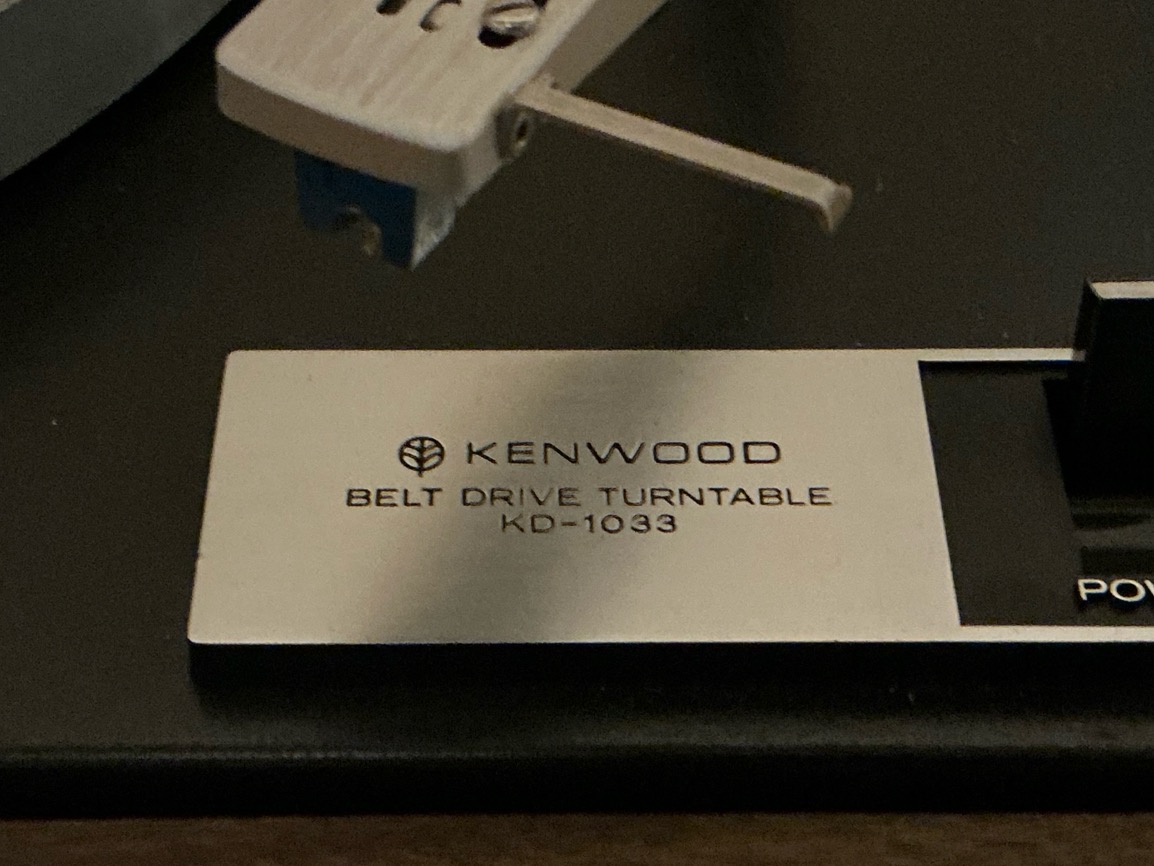 KENWOOD
BELT DRIVE TURNTABLE
KD-1033